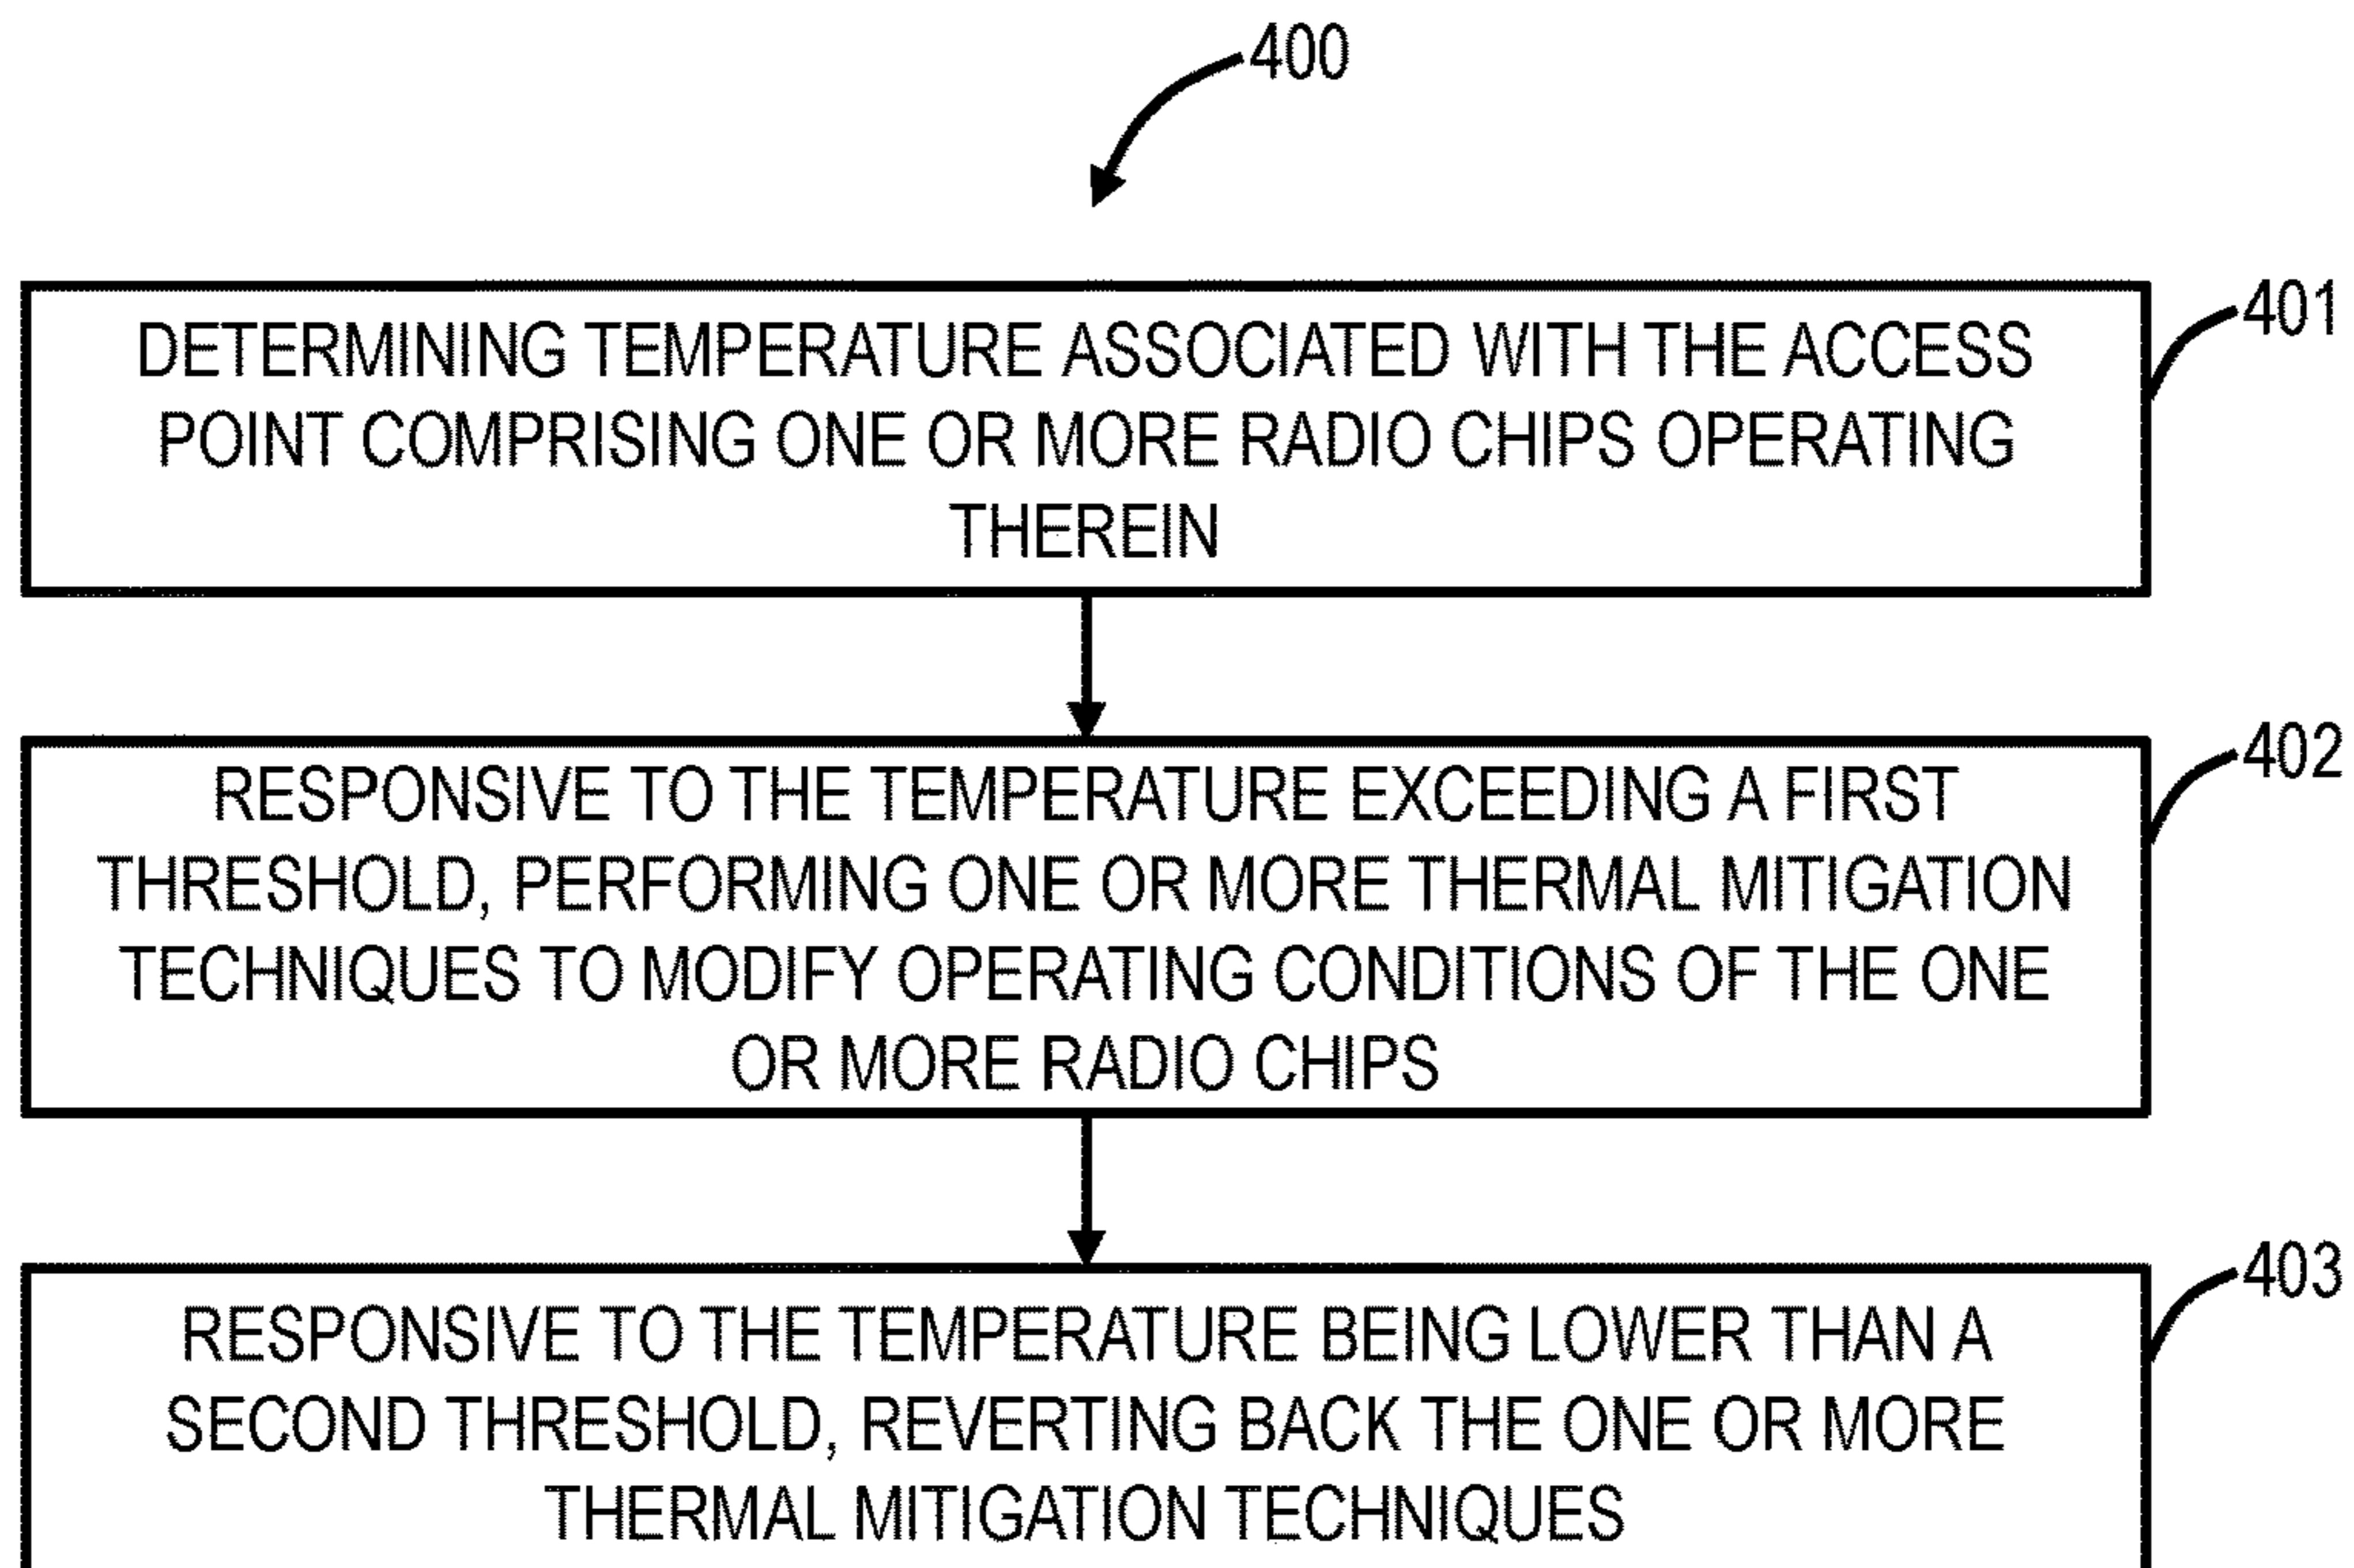 400
401
DETERMINING TEMPERATURE ASSOCIATED WITH THE ACCESS
POINT COMPRISING ONE OR MORE RADIO CHIPS OPERATING
THEREIN
402
RESPONSIVE TO THE TEMPERATURE EXCEEDING A FIRST
THRESHOLD, PERFORMING ONE OR MORE THERMAL MITIGATION
TECHNIQUES TO MODIFY OPERATING CONDITIONS OF THE ONE
OR MORE RADIO CHIPS
403
RESPONSIVE TO THE TEMPERATURE BEING LOWER THAN A
SECOND THRESHOLD, REVERTING BACK THE ONE OR MORE
THERMAL MITIGATION TECHNIQUES